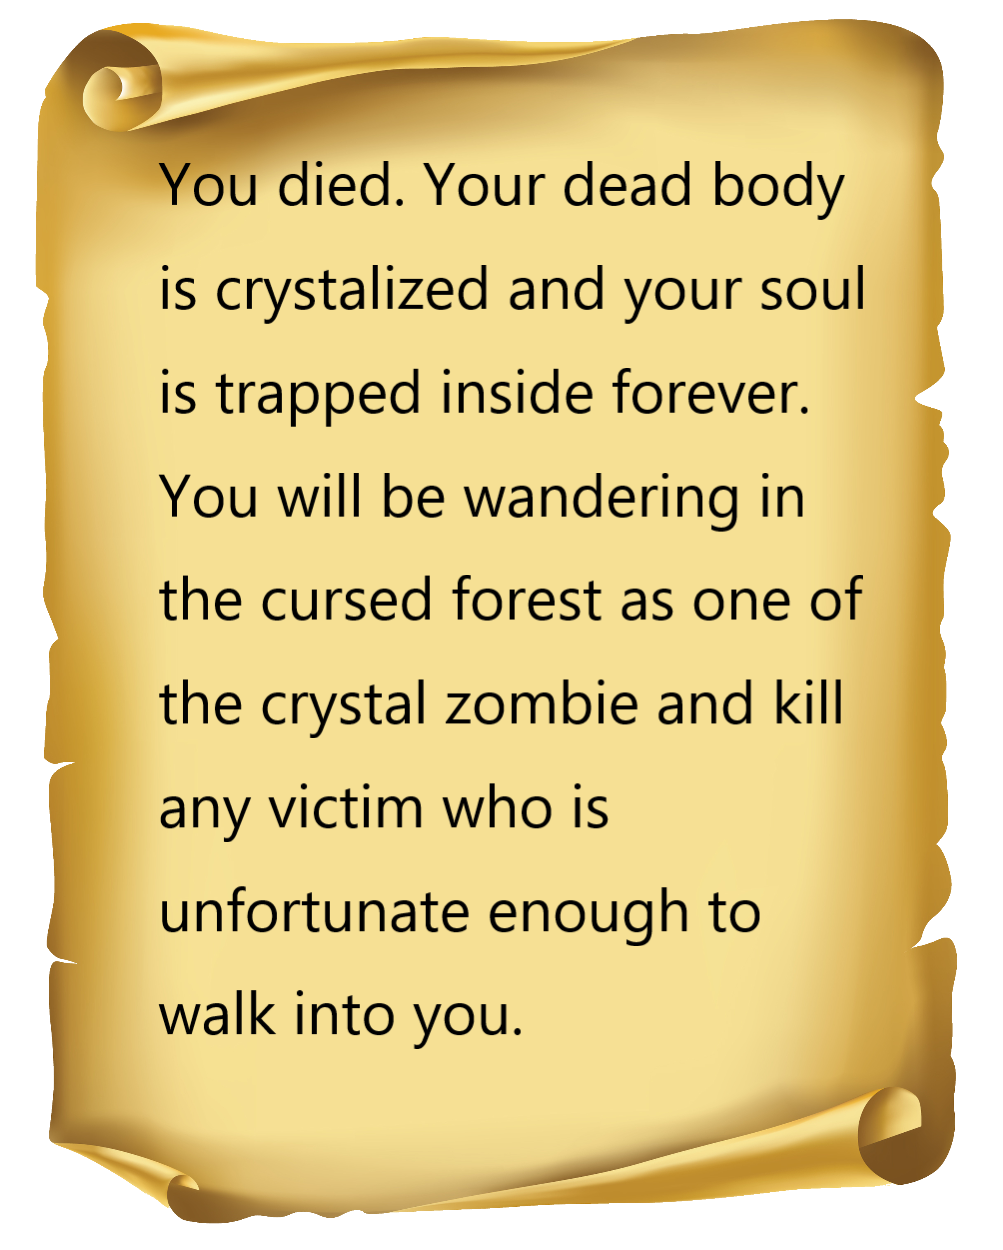 You died. Your dead body
is crystalized and your soul
is trapped inside forever.
You will be wandering in
the cursed forest as one of
the crystal zombie and kill
any victim who is
unfortunate enough to
walk into you.